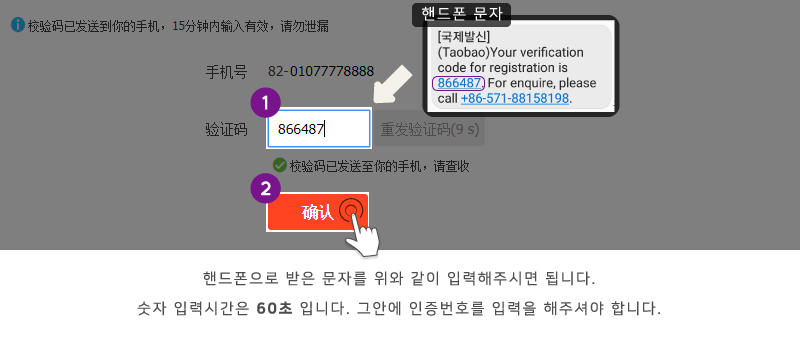 校验码已发送到你的手机，15分钟内输入有效，请勿泄漏
핸드폰 문자
[국제발신]
(Taobao)Your verification
code for registration is
866487. For enquire, please
call +86-571-88158198.
手机号 82-01077778888
1
验证码 866487 重发验证码(9 s)
校验码已发送至你的手机，请查收
2
确认
핸드폰으로 받은 문자를 위와 같이 입력해주시면 됩니다.
숫자 입력시간은 60초 입니다. 그안에 인증번호를 입력을 해주셔야 합니다.